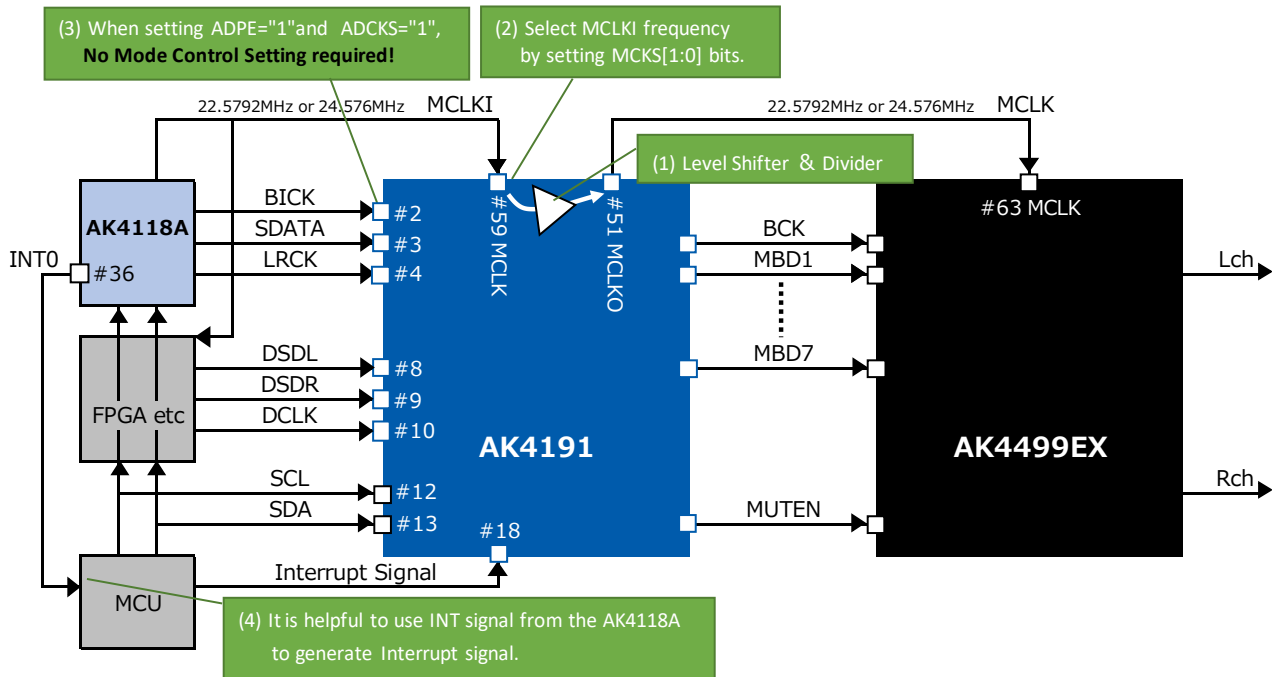 (3) When setting ADPE="1"and ADCKS="1",
No Mode Control Setting required!
(2) Select MCLKI frequency
by setting MCKS[1:0] bits.
22.5792MHz or 24.576MHz
MCLKI
22.5792MHz or 24.576MHz
MCLK
(1) Level Shifter & Divider
AK4118A
INT0
#36
BICK
SDATA
LRCK
#2
#3
#4
#59 MCLK
#51 MCLKO
#63 MCLK
BCK
MBD1
MBD7
Lch
FPGA etc
DSDL
DSDR
DCLK
#8
#9
#10
AK4191
AK4499EX
SCL
SDA
#12
#13
#18
MUTEN
Rch
MCU
Interrupt Signal
(4) It is helpful to use INT signal from the AK4118A
to generate Interrupt signal.